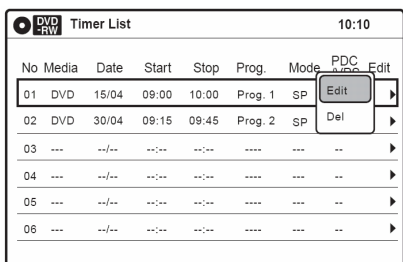 DVD -RW Timer List 10:10
No Media Date Start Stop Prog. Mode PDC /VPS Edit
01 DVD 15/04 09:00 10:00 Prog. 1 SP Edit
02 DVD 30/04 09:15 09:45 Prog. 2 SP Del
03 --- --/-- --:-- --:-- ---- --- --
04 --- --/-- --:-- --:-- ---- --- --
05 --- --/-- --:-- --:-- ---- --- --
06 --- --/-- --:-- --:-- ---- --- --